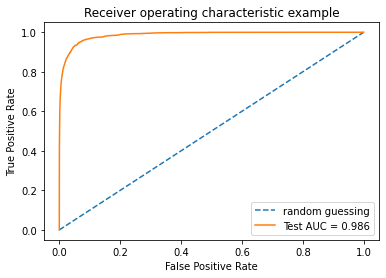 Receiver operating characteristic example
True Positive Rate
1.0
0.8
0.6
0.4
0.2
0.0
0.0 0.2 0.4 0.6 0.8 1.0
False Positive Rate
random guessing
Test AUC = 0.986